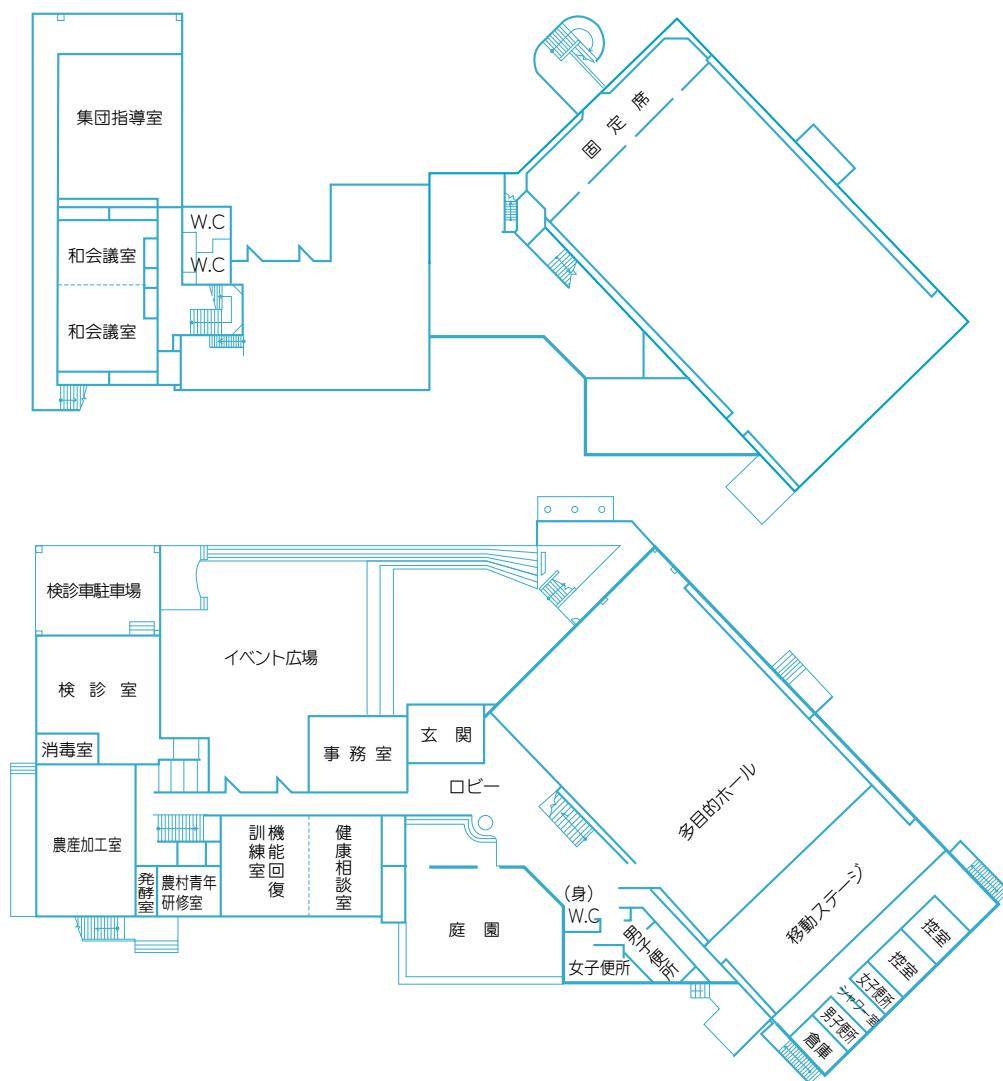 集団指導室
固定席
W.C
和会議室
W.C
和会議室
検診車駐車場
イベント広場
検診室
消毒室
事務室
玄関
ロビー
多目的ホール
農産加工室
機能回復
訓練室
健康相談室
発酵室
農村青年
研修室
移動ステージ
(身)
W.C
庭園
男子便所
女子便所
控室
控室
女子便所
シャワー室
男子便所
倉庫